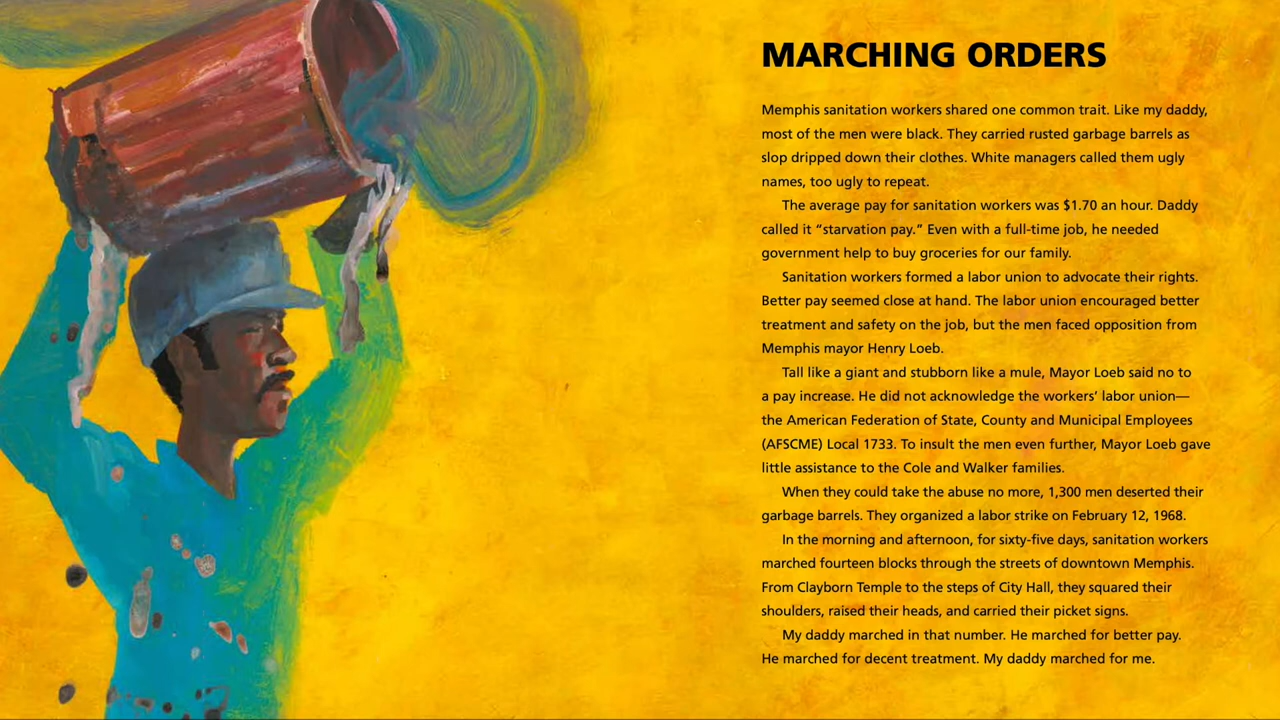 MARCHING ORDERS
Memphis sanitation workers shared one common trait. Like my daddy,
most of the men were black. They carried rusted garbage barrels as
slop dripped down their clothes. White managers called them ugly
names, too ugly to repeat.
The average pay for sanitation workers was $1.70 an hour. Daddy
called it “starvation pay.” Even with a full-time job, he needed
government help to buy groceries for our family.
Sanitation workers formed a labor union to advocate their rights.
Better pay seemed close at hand. The labor union encouraged better
treatment and safety on the job, but the men faced opposition from
Memphis mayor Henry Loeb.
Tall like a giant and stubborn like a mule, Mayor Loeb said no to
a pay increase. He did not acknowledge the workers’ labor union—
the American Federation of State, County and Municipal Employees
(AFSCME) Local 1733. To insult the men even further, Mayor Loeb gave
little assistance to the Cole and Walker families.
When they could take the abuse no more, 1,300 men deserted their
garbage barrels. They organized a labor strike on February 12, 1968.
In the morning and afternoon, for sixty-five days, sanitation workers
marched fourteen blocks through the streets of downtown Memphis.
From Clayborn Temple to the steps of City Hall, they squared their
shoulders, raised their heads, and carried their picket signs.
My daddy marched in that number. He marched for better pay.
He marched for decent treatment. My daddy marched for me.